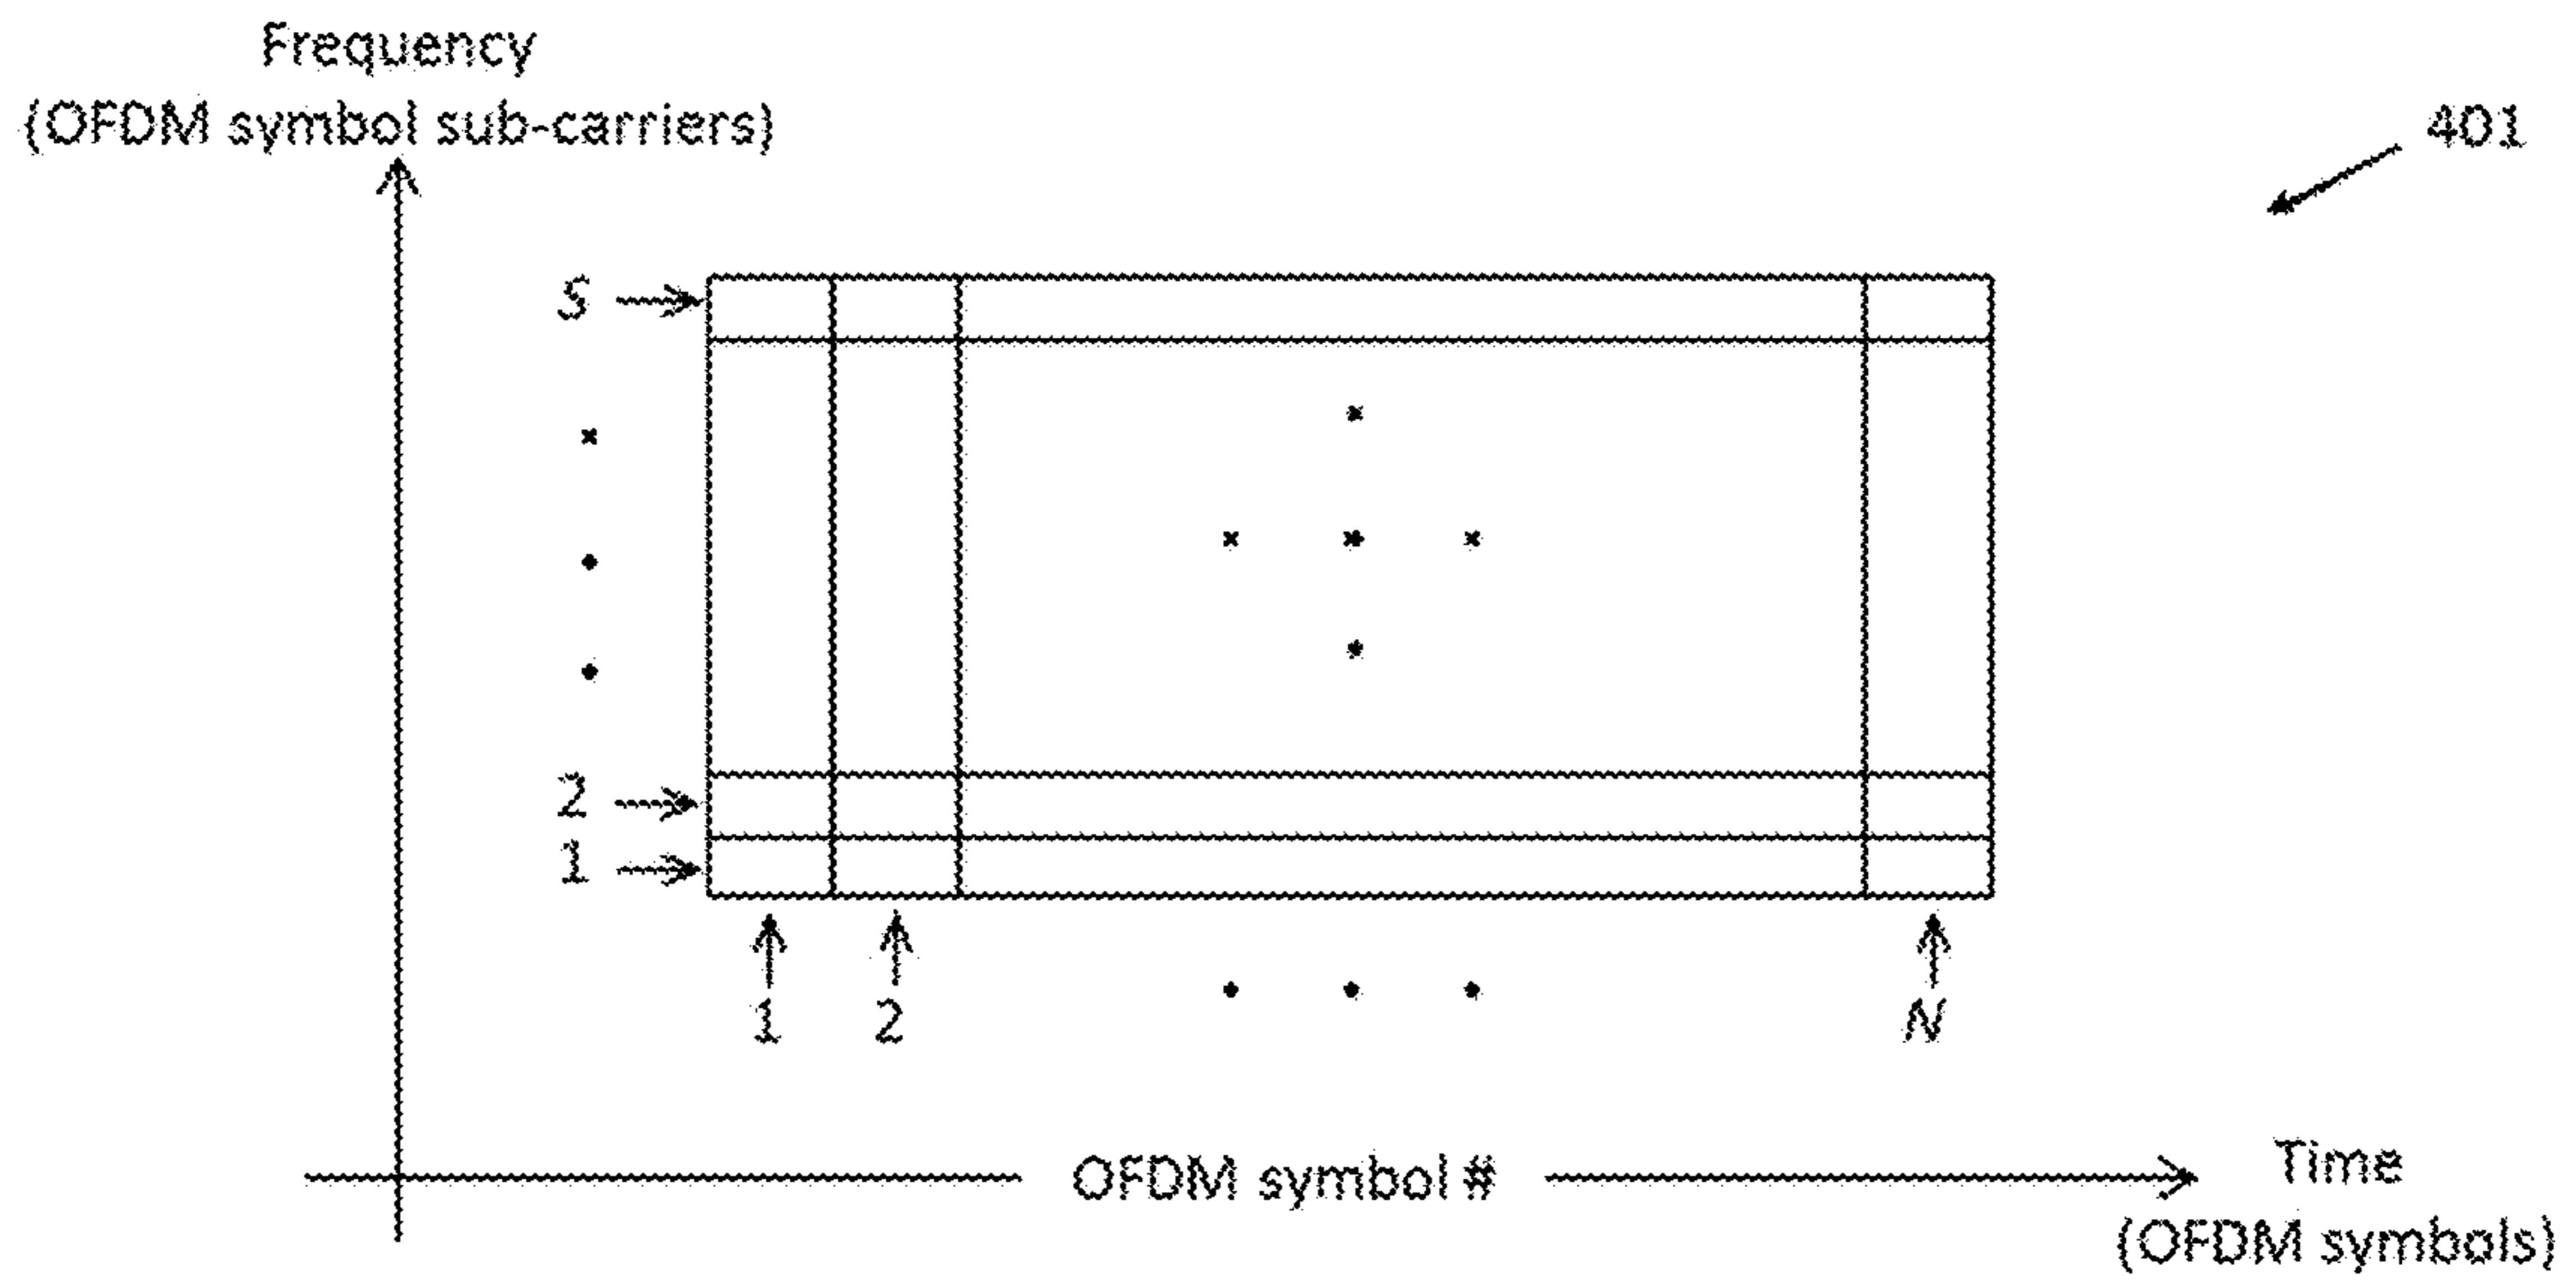 Frequency
(OFDM symbol sub-carriers)
401
S
2
1
1 2 N
OFDM symbol #
Time
(OFDM symbols)